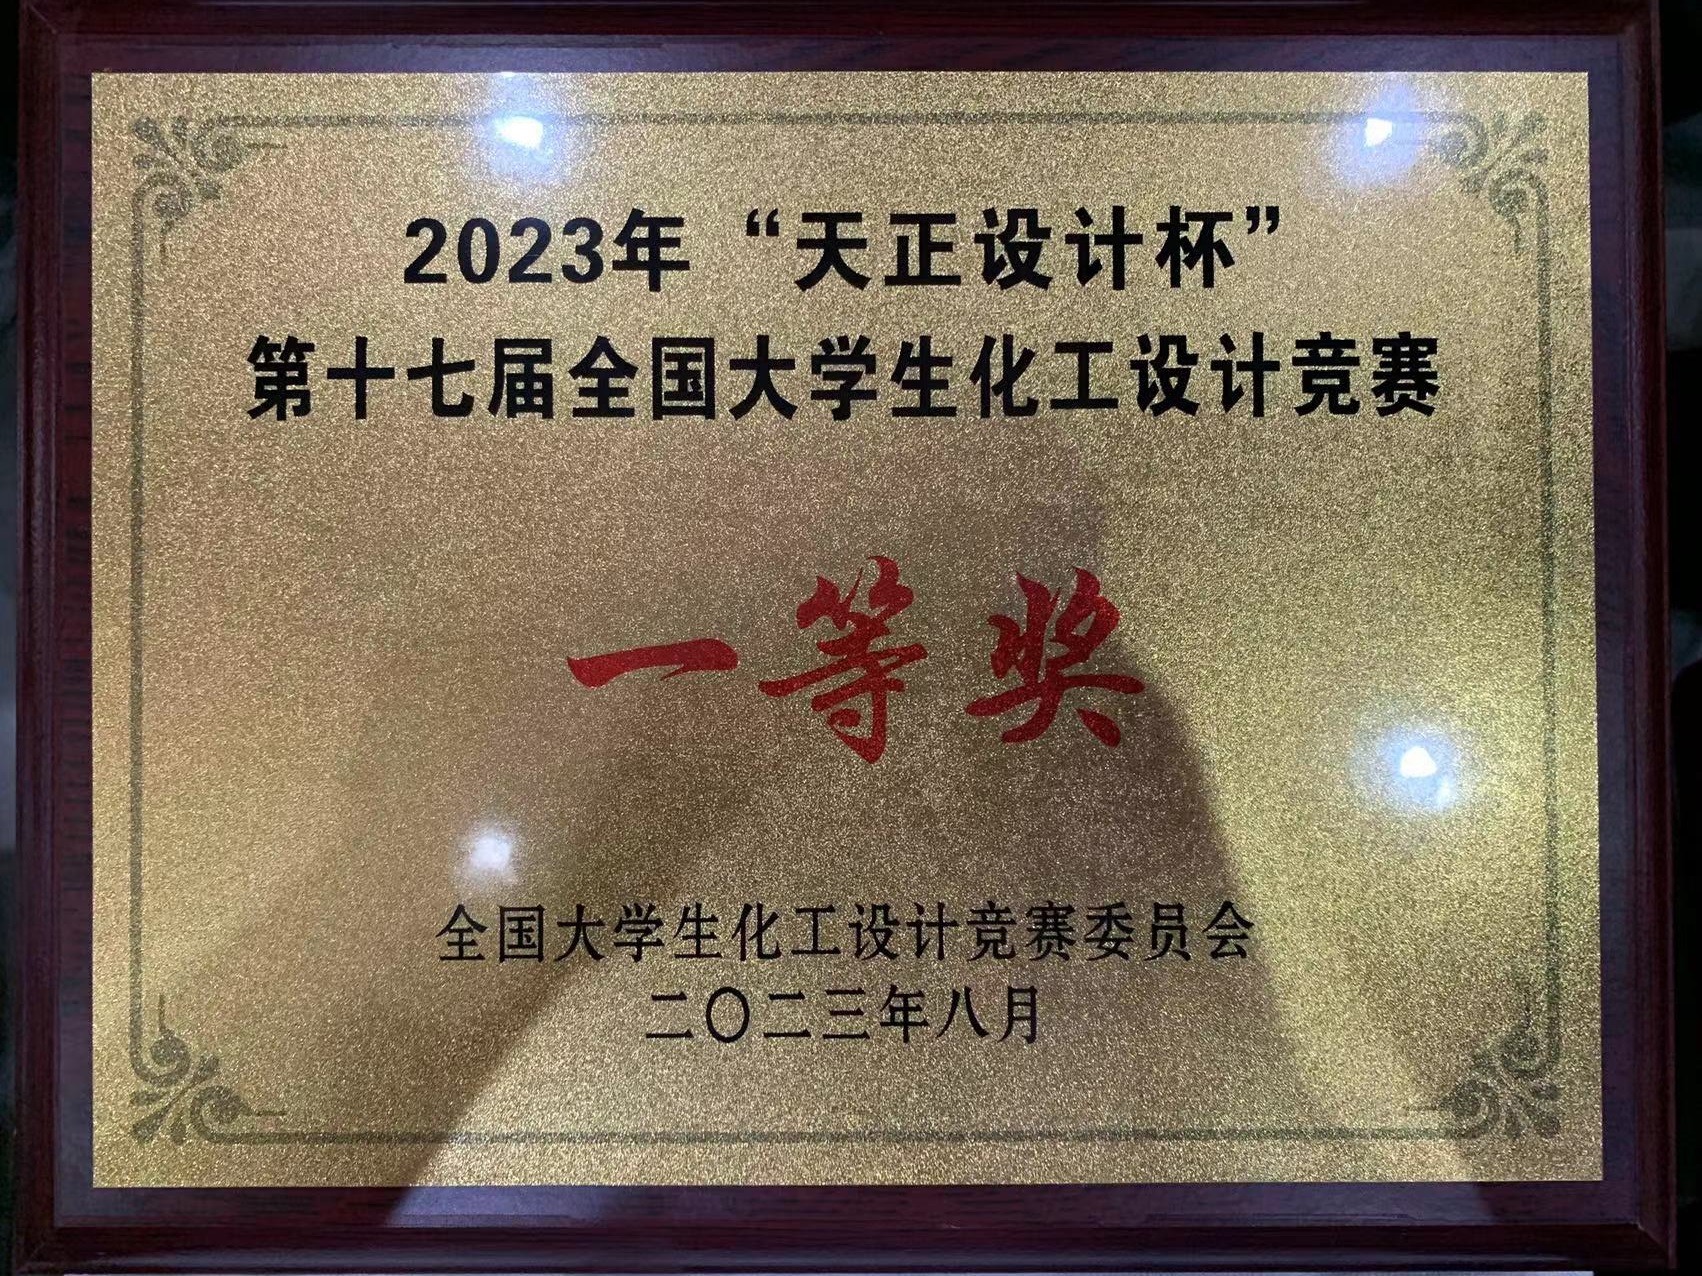 2023年“天正设计杯”
第十七届全国大学生化工设计竞赛
一等奖
全国大学生化工设计竞赛委员会
二〇二三年八月